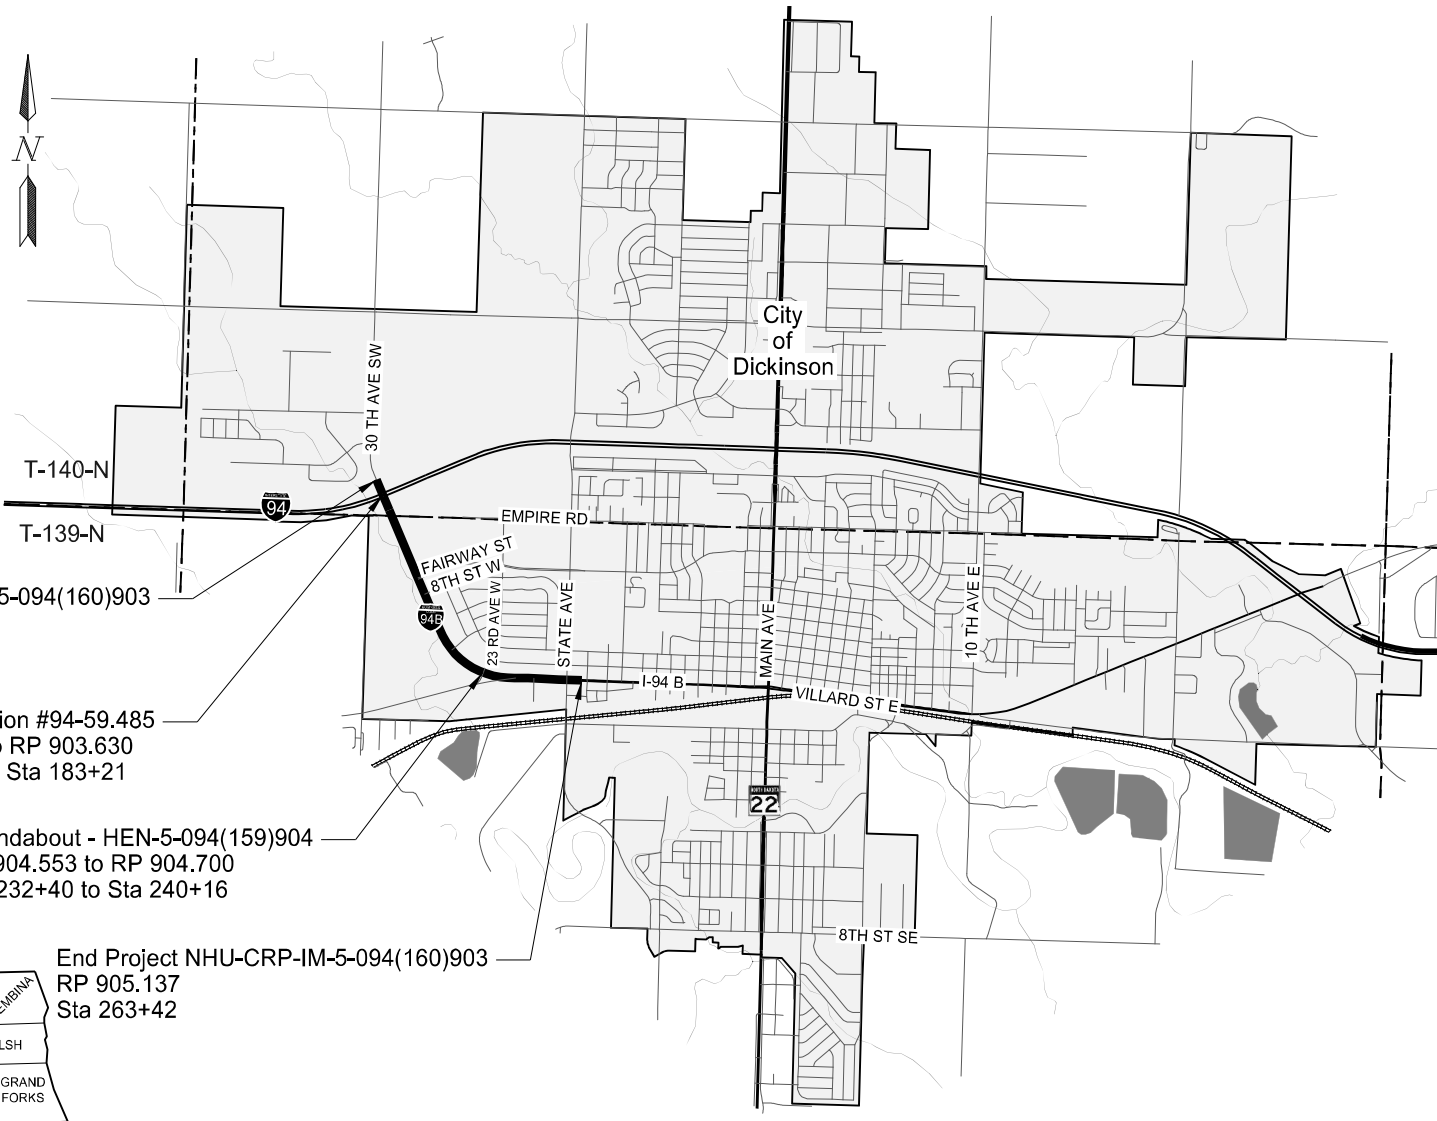 N
City
of
Dickinson
30 TH AVE SW
T-140-N
94
T-139-N
EMPIRE RD
FAIRWAY ST
8TH ST W
5-094(160)903
94B
23 RD AVE W
STATE AVE
MAIN AVE
10 TH AVE E
I-94 B
VILLARD ST E
ion #94-59.485
RP 903.630
Sta 183+21
NORTH DAKOTA
22
ndabout - HEN-5-094(159)904
904.553 to RP 904.700
232+40 to Sta 240+16
8TH ST SE
End Project NHU-CRP-IM-5-094(160)903
RP 905.137
Sta 263+42
EMBINA
LSH
GRAND
FORKS